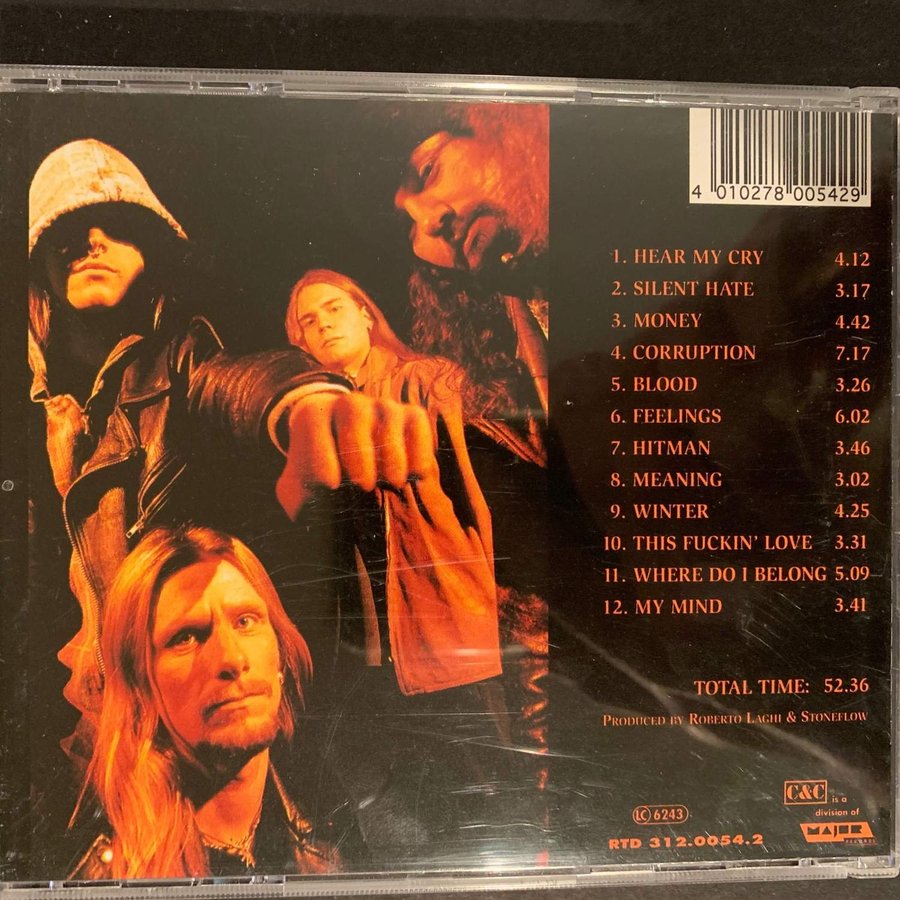 4 010278 005429
1. HEAR MY CRY 4.12
2. SILENT HATE 3.17
3. MONEY 4.42
4. CORRUPTION 7.17
5. BLOOD 3.26
6. FEELINGS 6.02
7. HITMAN 3.46
8. MEANING 3.02
9. WINTER 4.25
10. THIS FUCKIN' LOVE 3.31
11. WHERE DO I BELONG 5.09
12. MY MIND 3.41
TOTAL TIME: 52.36
PRODUCED BY ROBERTO LAGHI & STONEFLOW
C&C is a
division of
MAJOR
RECORDS
LC 6243
RTD 312.0054.2